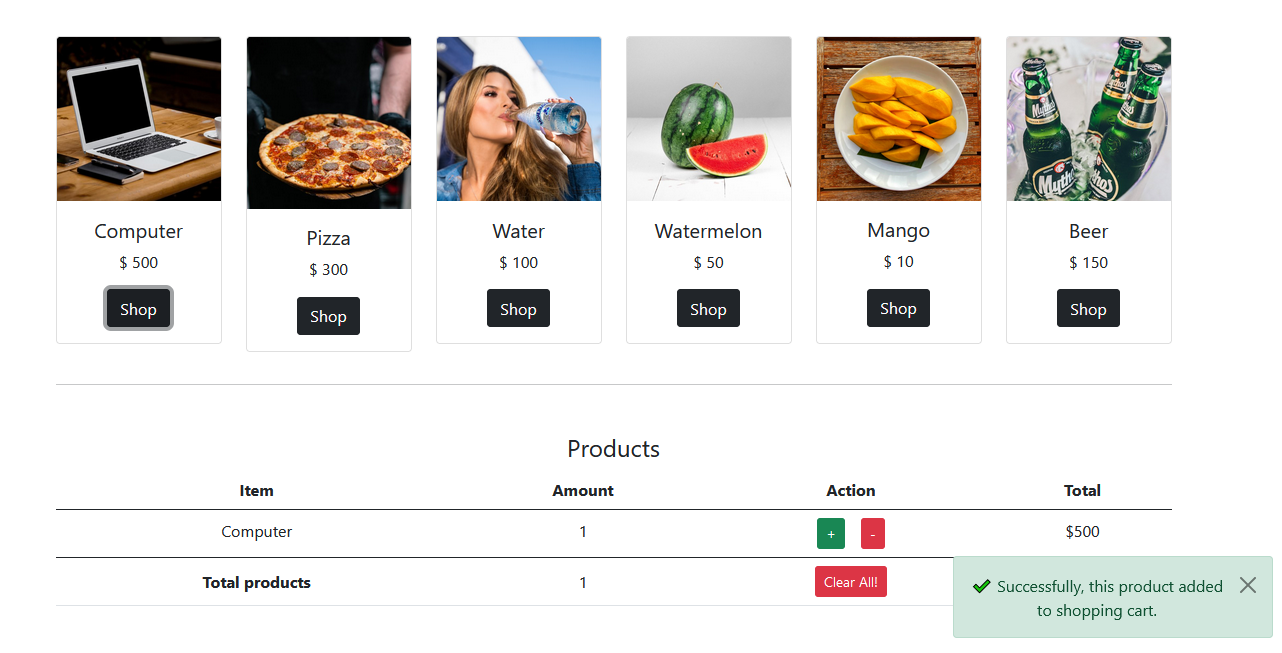 Mythos
Computer
Pizza
Water
Watermelon
Mango
Beer
$ 500
$ 300
$ 100
$ 50
$ 10
$ 150
Shop
Shop
Shop
Shop
Shop
Shop
Products
Item Amount Action Total
Computer 1 + - $500
Total products 1 Clear All!
✔ Successfully, this product added
to shopping cart.